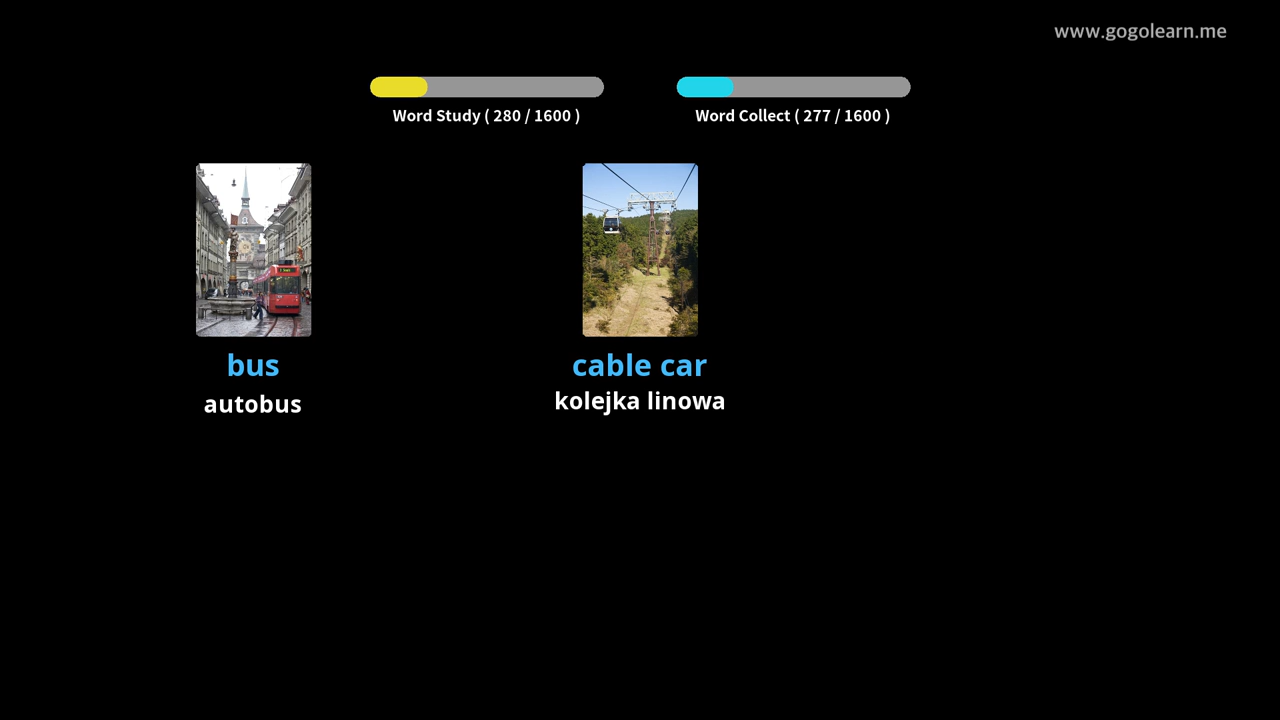 www.gogolearn.me
Word Study ( 280 / 1600 )
Word Collect ( 277 / 1600 )
bus
autobus
cable car
kolejka linowa